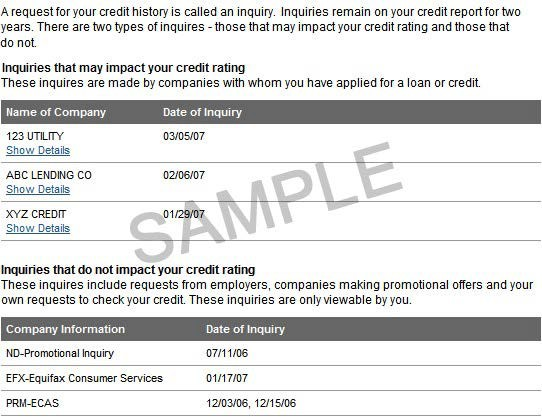 A request for your credit history is called an inquiry. Inquiries remain on your credit report for two
years. There are two types of inquires - those that may impact your credit rating and those that
do not.
Inquiries that may impact your credit rating
These inquires are made by companies with whom you have applied for a loan or credit.
Name of Company Date of Inquiry
123 UTILITY 03/05/07
Show Details
ABC LENDING CO 02/06/07
Show Details
XYZ CREDIT 01/29/07
Show Details
SAMPLE
Inquiries that do not impact your credit rating
These inquires include requests from employers, companies making promotional offers and your
own requests to check your credit. These inquiries are only viewable by you.
Company Information Date of Inquiry
ND-Promotional Inquiry 07/11/06
EFX-Equifax Consumer Services 01/17/07
PRM-ECAS 12/03/06, 12/15/06